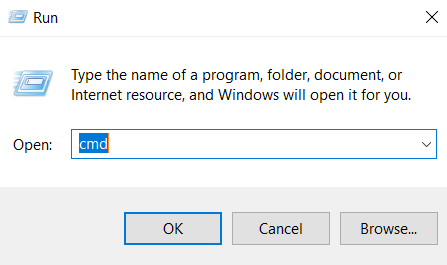 Run
Type the name of a program, folder, document, or
Internet resource, and Windows will open it for you.
Open: cmd
OK Cancel Browse...